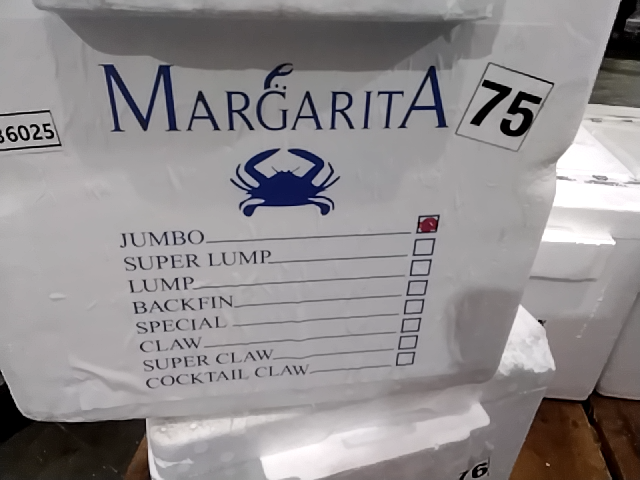 MARGARITA
75
36025
JUMBO
SUPER LUMP
LUMP
BACKFIN
SPECIAL
CLAW
SUPER CLAW
COCKTAIL CLAW
76